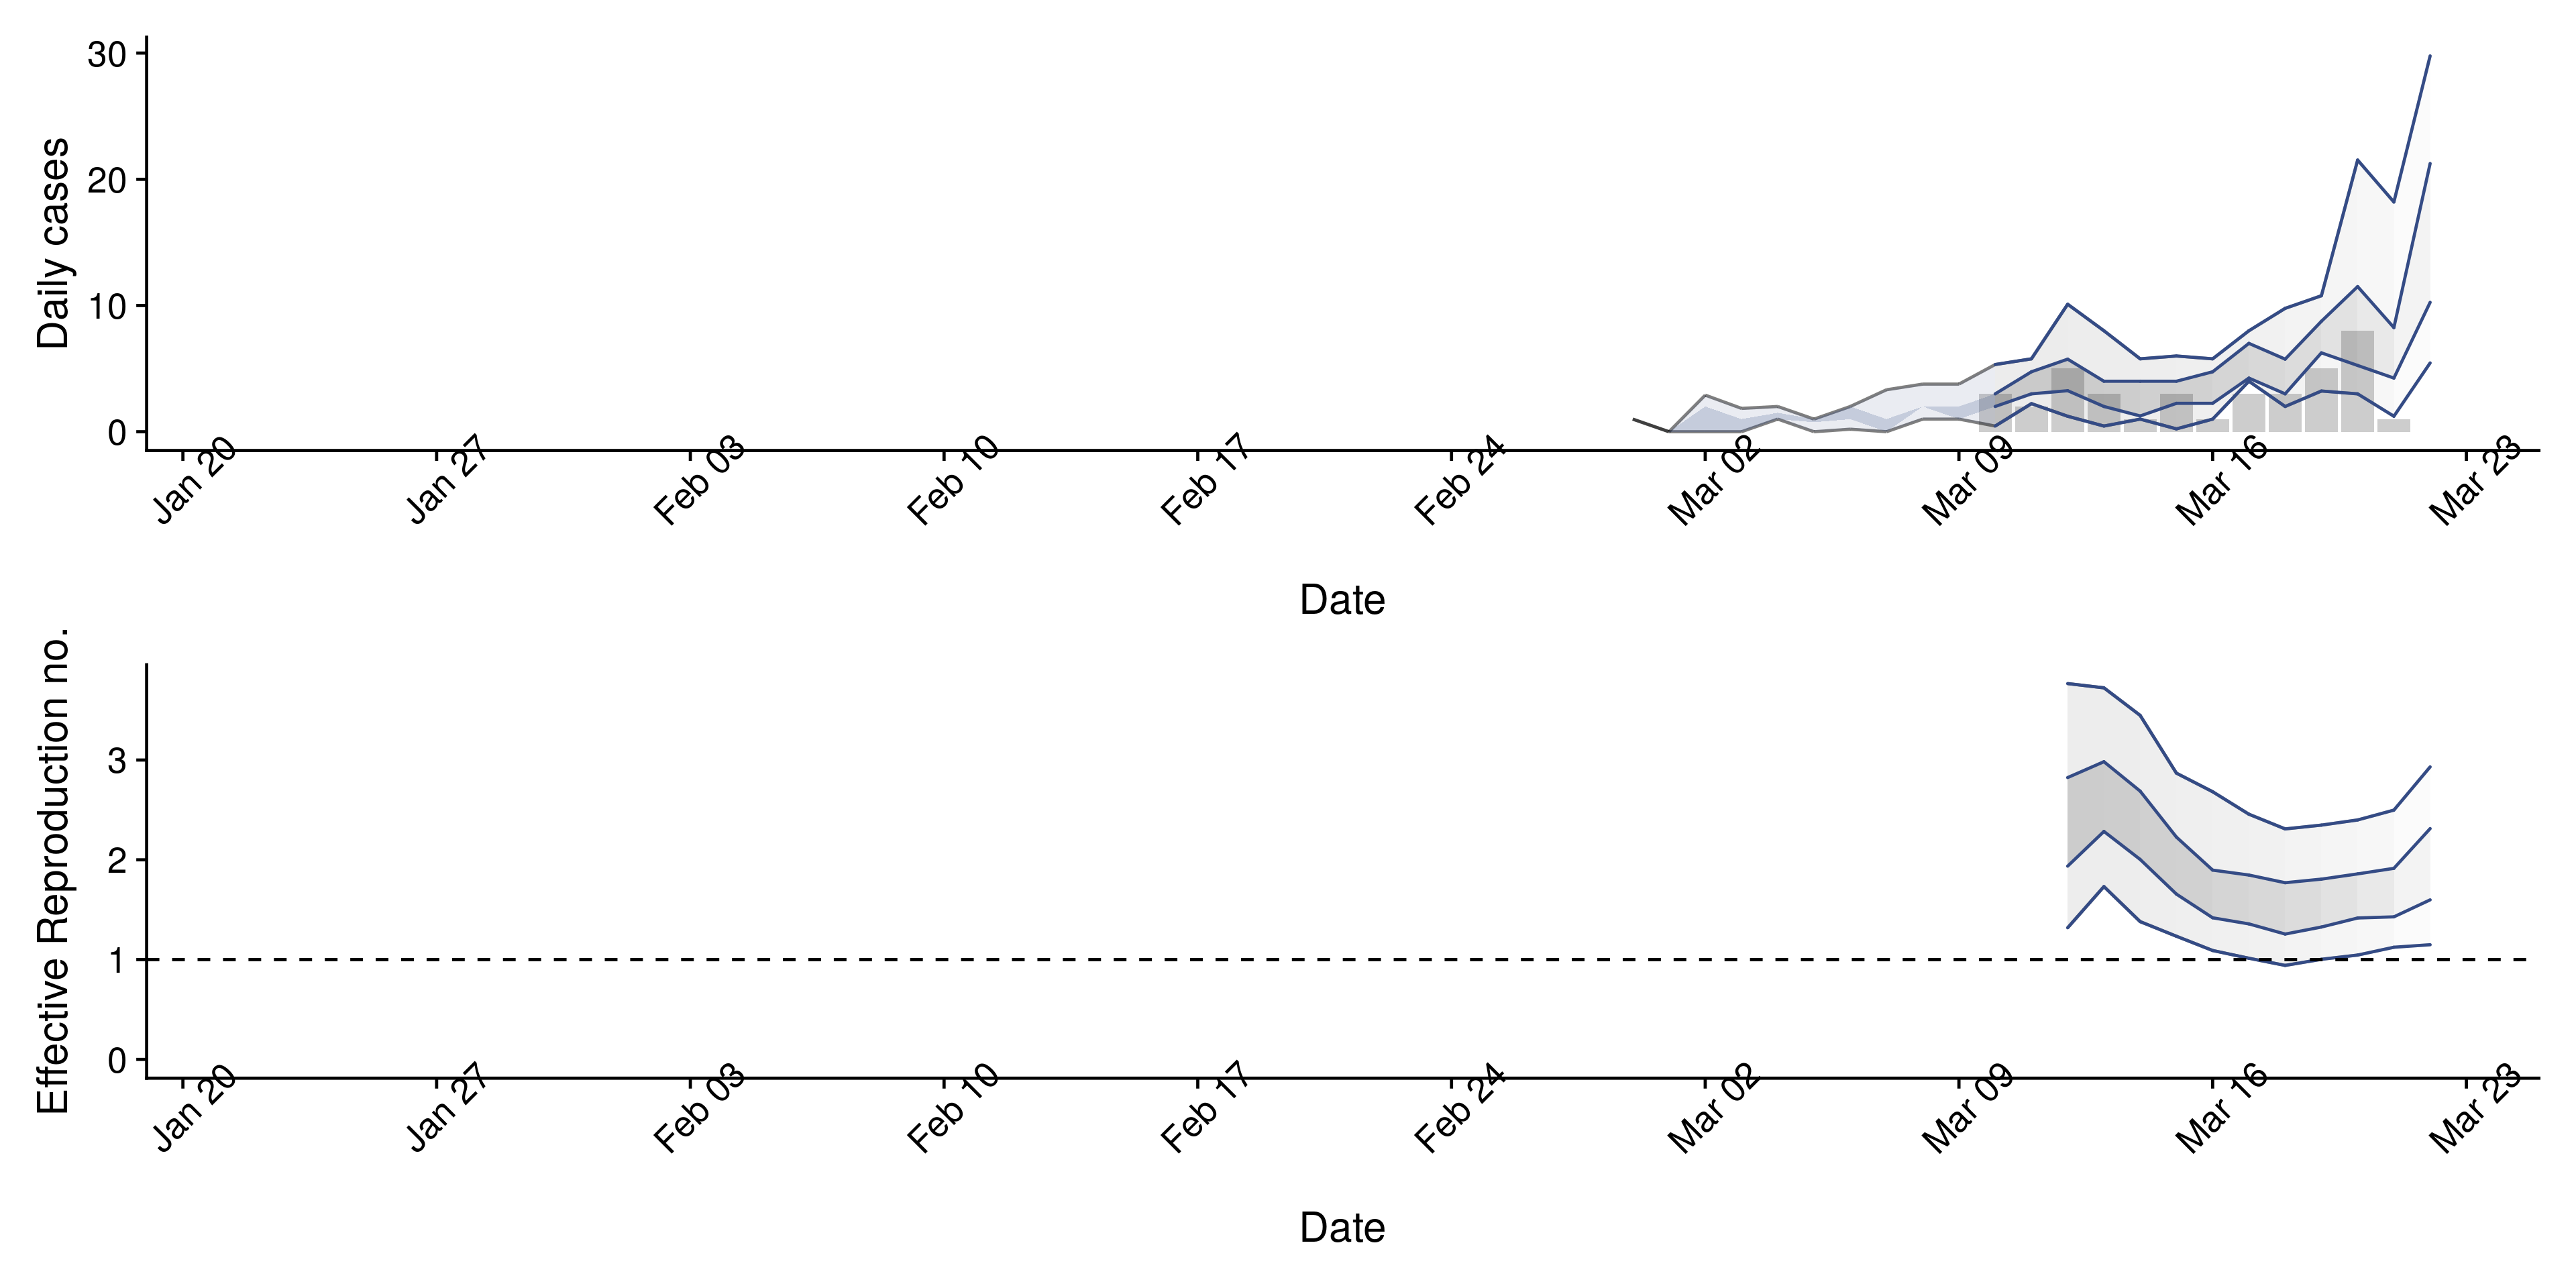 Daily cases
30
20
10
0
Jan 20
Jan 27
Feb 03
Feb 10
Feb 17
Feb 24
Mar 02
Mar 09
Mar 16
Mar 23
Date
Effective Reproduction no.
3
2
1
0
Jan 20
Jan 27
Feb 03
Feb 10
Feb 17
Feb 24
Mar 02
Mar 09
Mar 16
Mar 23
Date